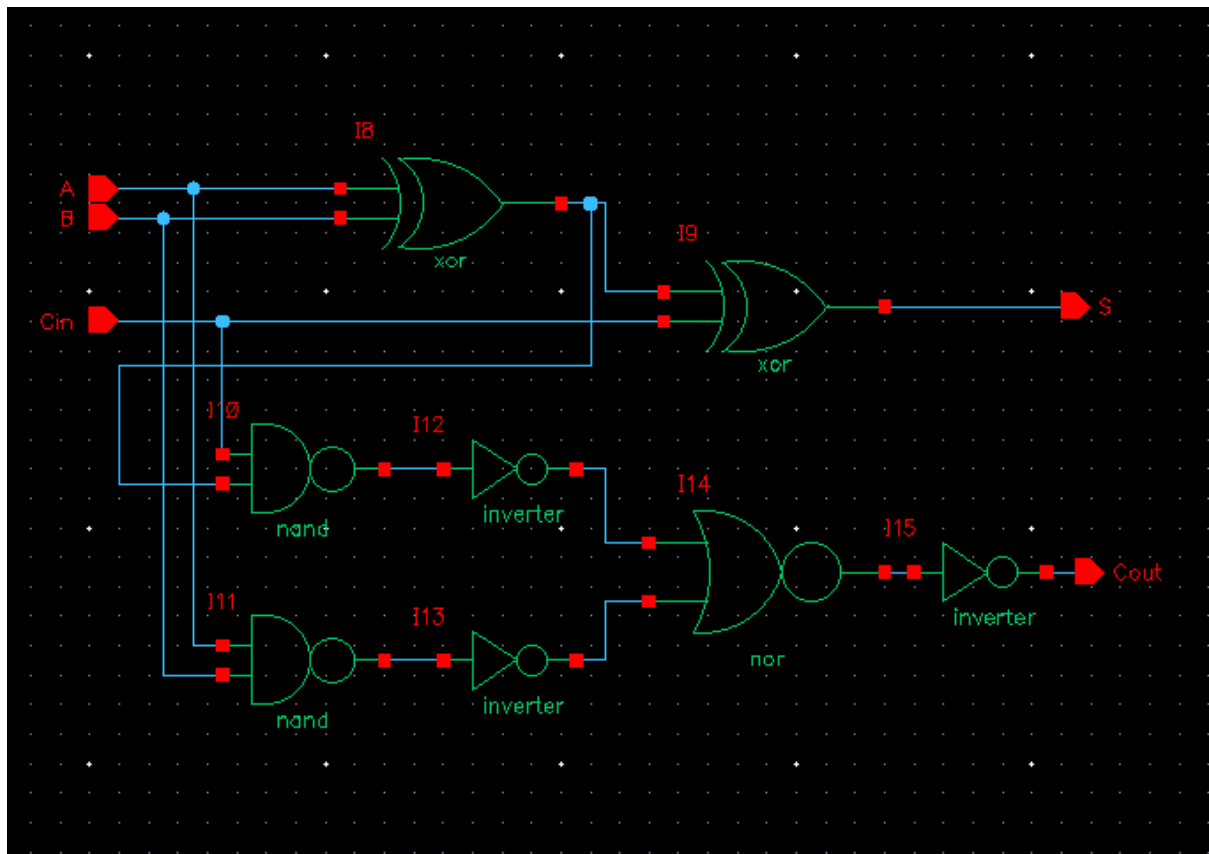 I8
A
B
xor
I9
Cin
S
xor
I10
I12
nand
inverter
I14
I15
Cout
inverter
nor
I11
I13
nand
inverter